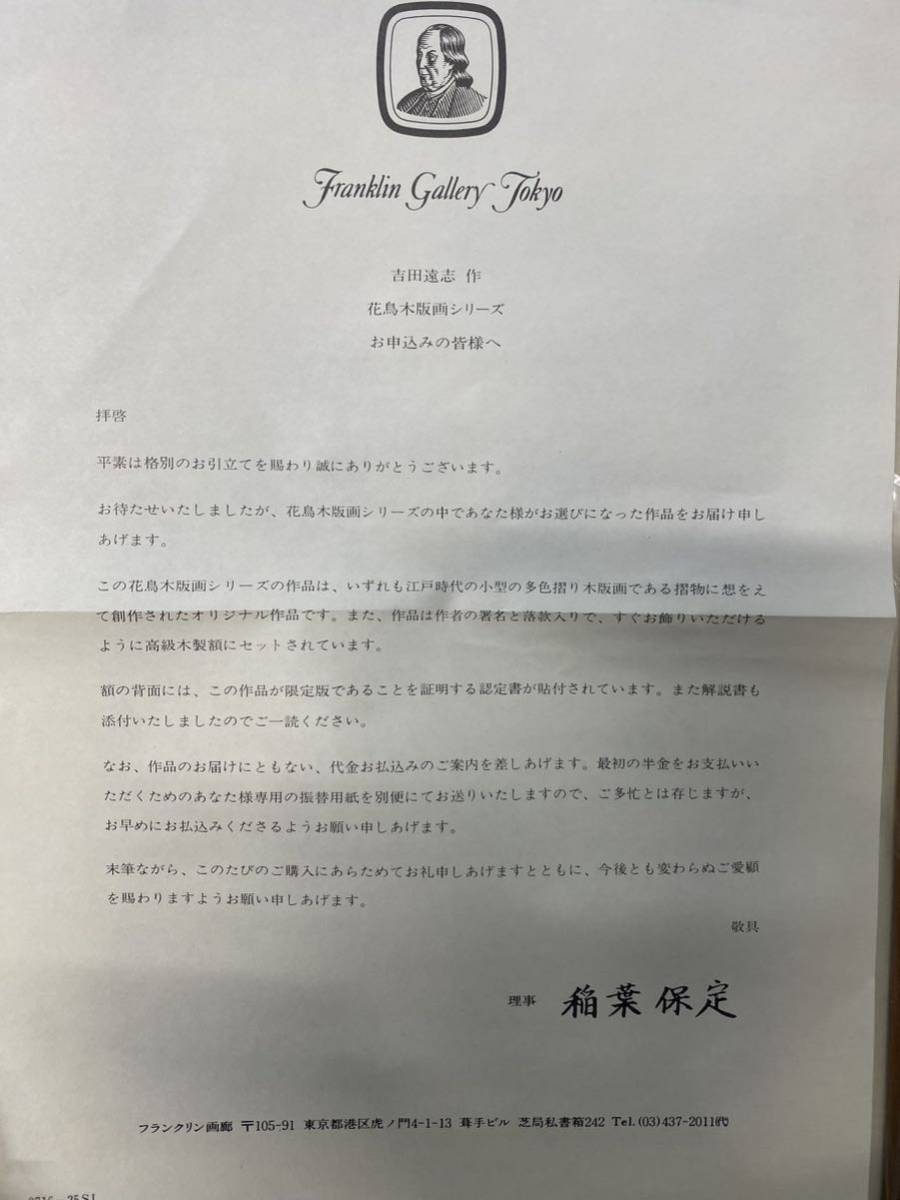 Franklin Gallery Tokyo
吉田遠志 作
花鳥木版画シリーズ
お申込みの皆様へ
拝啓
平素は格別のお引立てを賜わり誠にありがとうございます。
お待たせいたしましたが、花鳥木版画シリーズの中であなた様がお選びになった作品をお届け申し
あげます。
この花鳥木版画シリーズの作品は、いずれも江戸時代の小型の多色摺り木版画である摺物に想をえ
て創作されたオリジナル作品です。また、作品は作者の署名と落款入りで、すぐお飾りいただける
ように高級木製額にセットされています。
額の背面には、この作品が限定版であることを証明する認定書が貼付されています。また解説書も
添付いたしましたのでご一読ください。
なお、作品のお届けにともない、代金お払込みのご案内を差しあげます。最初の半金をお支払いい
ただくためのあなた様専用の振替用紙を別便にてお送りいたしますので、ご多忙とは存じますが、
お早めにお払込みくださるようお願い申しあげます。
末筆ながら、このたびのご購入にあらためてお礼申しあげますとともに、今後とも変わらぬご愛顧
を賜わりますようお願い申しあげます。
敬具
理事 稲葉保定
フランクリン画廊 〒105-91 東京都港区虎ノ門4-1-13 葺手ビル 芝局私書箱242 Tel.(03)437-2011㈹